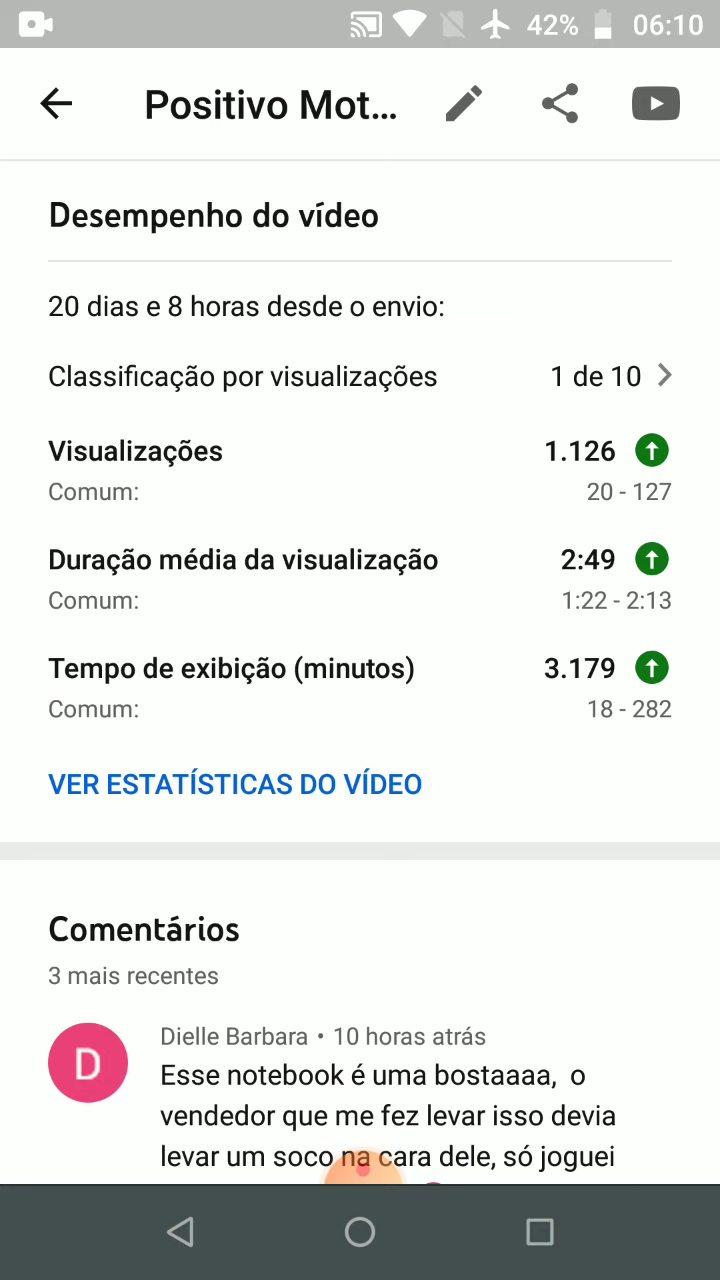 42% 06:10
Positivo Mot...
Desempenho do vídeo
20 dias e 8 horas desde o envio:
Classificação por visualizações 1 de 10
Visualizações 1.126
Comum: 20 - 127
Duração média da visualização 2:49
Comum: 1:22 - 2:13
Tempo de exibição (minutos) 3.179
Comum: 18 - 282
VER ESTATÍSTICAS DO VÍDEO
Comentários
3 mais recentes
Dielle Barbara • 10 horas atrás
D
Esse notebook é uma bostaaaa, o
vendedor que me fez levar isso devia
levar um soco na cara dele, só joguei